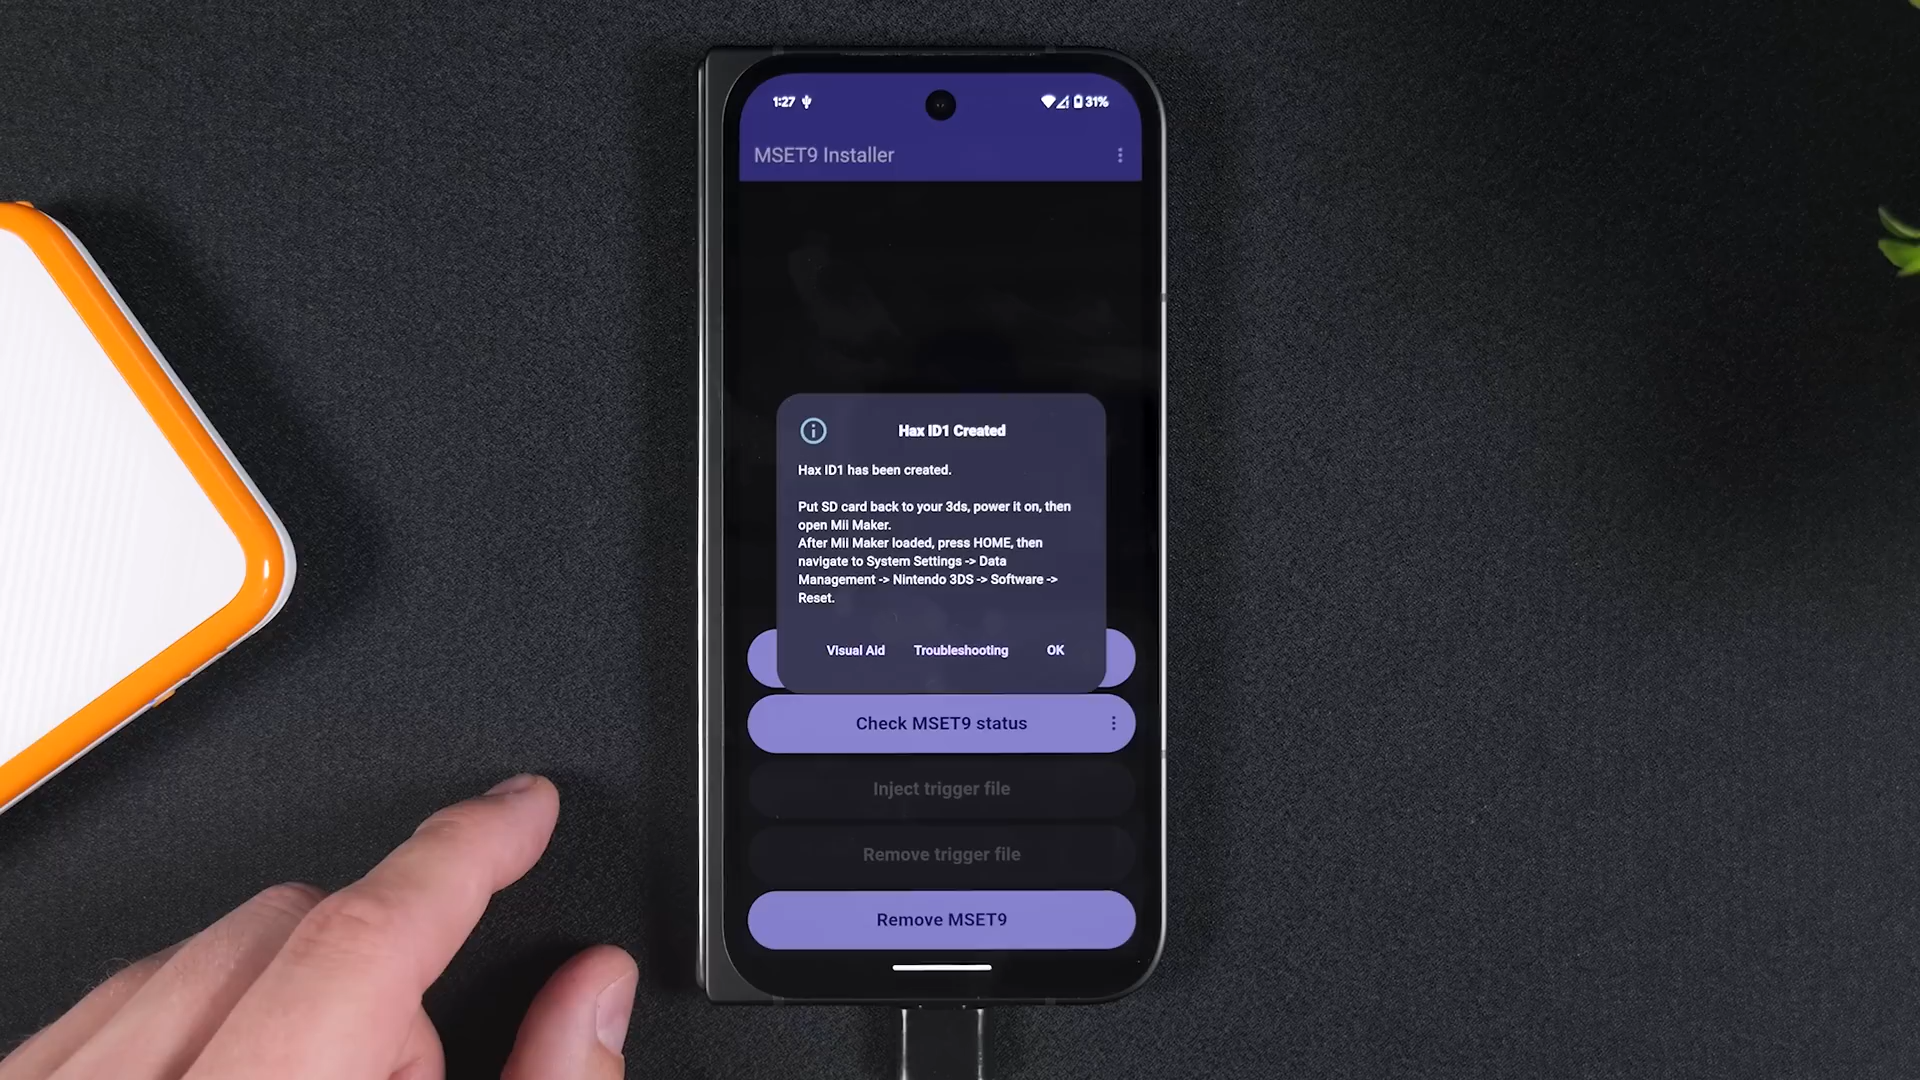 1:27 31%
MSET9 Installer
Hax ID1 Created
Hax ID1 has been created.
Put SD card back to your 3ds, power it on, then
open Mii Maker.
After Mii Maker loaded, press HOME, then
navigate to System Settings -> Data
Management -> Nintendo 3DS -> Software ->
Reset.
Visual Aid Troubleshooting OK
Check MSET9 status
Inject trigger file
Remove trigger file
Remove MSET9